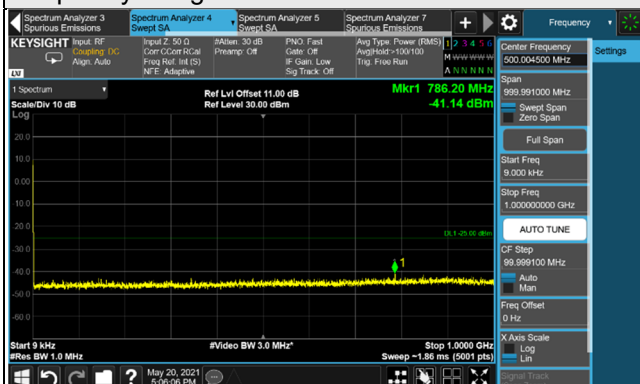 Spectrum Analyzer 3
Spurious Emissions
Spectrum Analyzer 4
Swept SA
Spectrum Analyzer 5
Swept SA
Spectrum Analyzer 7
Spurious Emissions
Frequency
KEYSIGHT
Input: RF
Coupling: DC
Align: Auto
Input Z: 50 Ω
Corr CCorr RCal
Freq Ref: Int (S)
NFE: Adaptive
#Atten: 30 dB
Preamp: Off
PNO: Fast
Gate: Off
IF Gain: Low
Sig Track: Off
Avg Type: Power (RMS)
Avg|Hold:>100/100
Trig: Free Run
1 2 3 4 5 6
M W W W W W
A N N N N N
LXI
1 Spectrum
Scale/Div 10 dB
Log
Ref Lvl Offset 11.00 dB
Ref Level 30.00 dBm
Mkr1 786.20 MHz
-41.14 dBm
20.0
10.0
0.00
-10.0
-20.0
-30.0
-40.0
-50.0
-60.0
DL1 -25.00 dBm
1
Start 9 kHz
#Res BW 1.0 MHz
#Video BW 3.0 MHz*
Stop 1.0000 GHz
Sweep ~1.86 ms (5001 pts)
May 20, 2021
5:06:06 PM
Center Frequency
500.004500 MHz
Settings
Span
999.991000 MHz
Swept Span
Zero Span
Full Span
Start Freq
9.000 kHz
Stop Freq
1.000000000 GHz
AUTO TUNE
CF Step
99.999100 MHz
Auto
Man
Freq Offset
0 Hz
X Axis Scale
Log
Lin
Signal Track